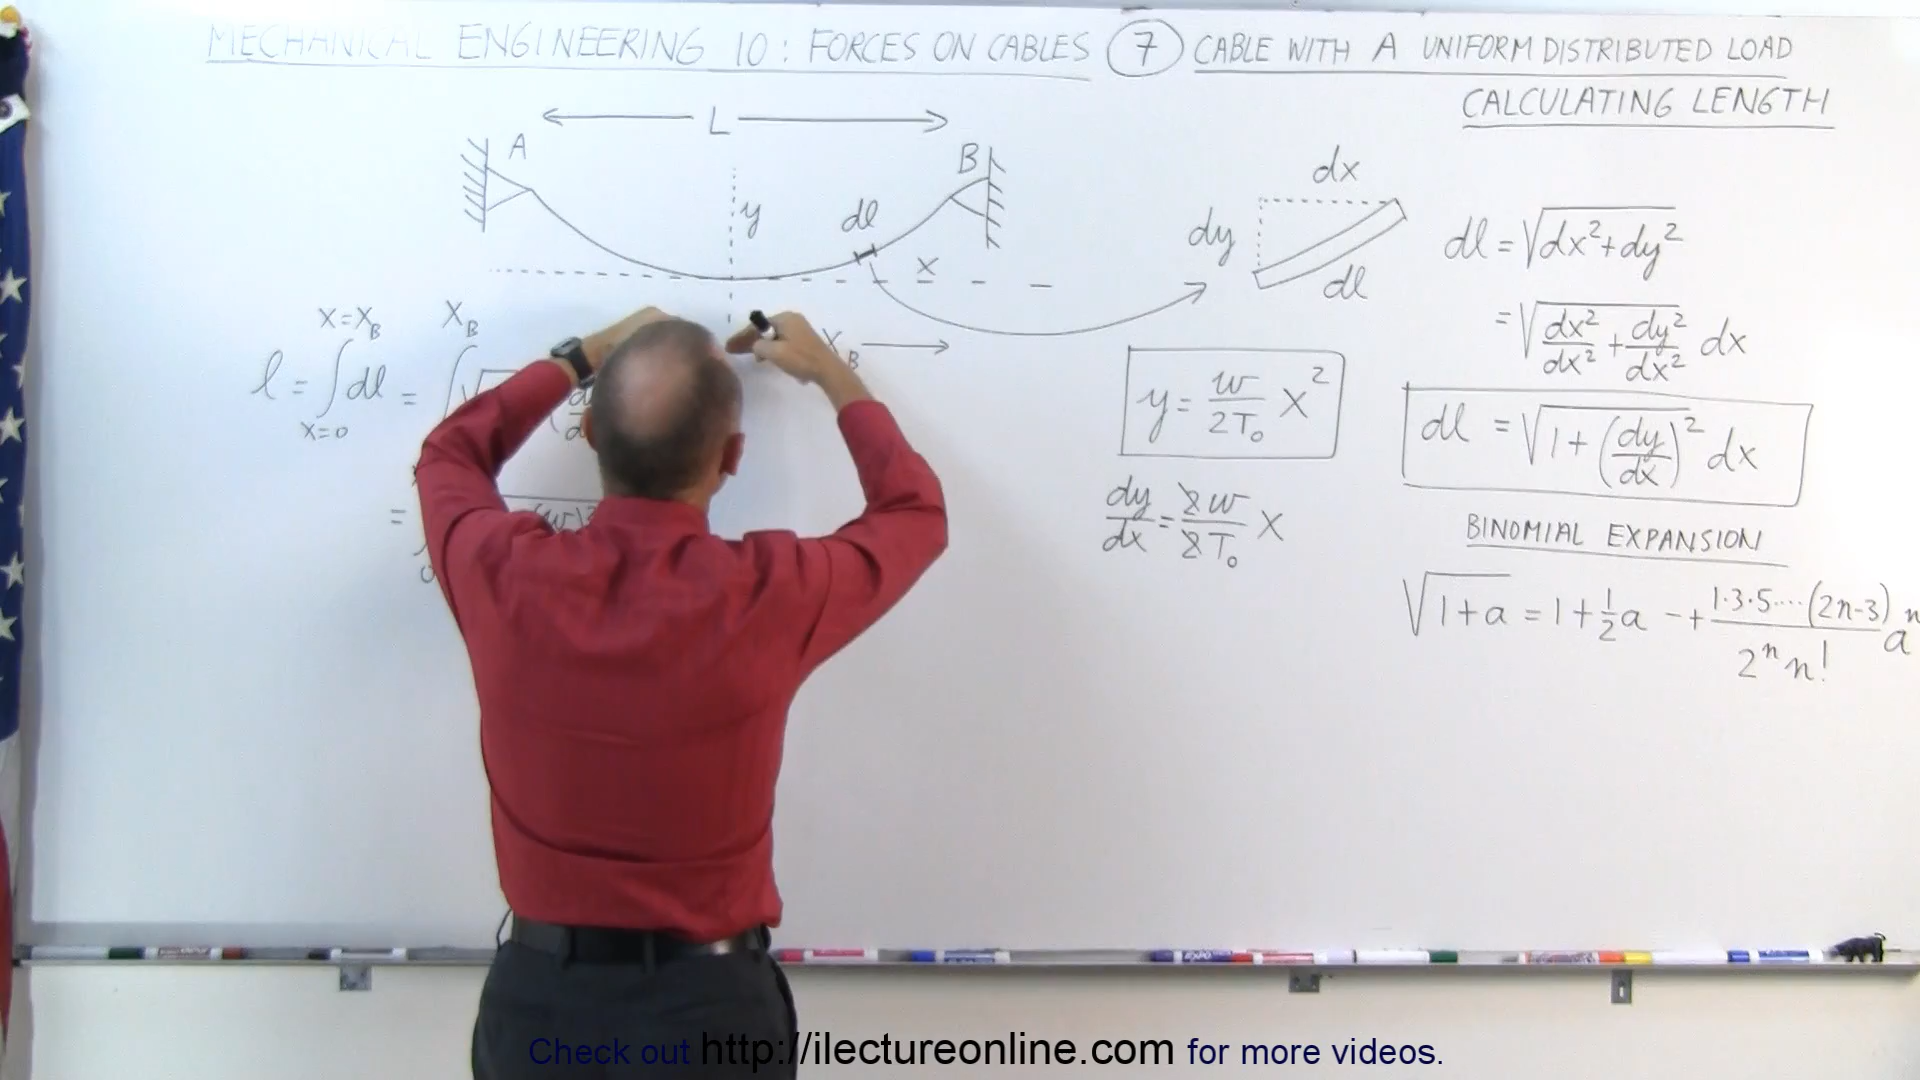 MECHANICAL ENGINEERING 10: FORCES ON CABLES 7 CABLE WITH A UNIFORM DISTRIBUTED LOAD
CALCULATING LENGTH
L
A
B
y
dl
x
X_B
dx
dy
dl
dl = √(dx²+dy²)
= √(dx²/dx² + dy²/dx²) dx
dl = √(1+(dy/dx)²) dx
y = w/2T₀ X²
dy/dx = 2w/2T₀ X
BINOMIAL EXPANSION
√(1+a) = 1+½a -+ 1·3·5····(2n-3)/2ⁿn! aⁿ
l = ∫ dl = ∫ √
x=X_B
x=0
X_B
=
0
Check out http://ilectureonline.com for more videos.